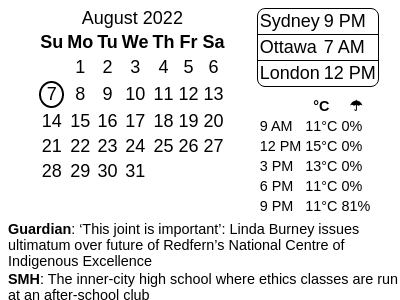 August 2022
Su Mo Tu We Th Fr Sa
1 2 3 4 5 6
7 8 9 10 11 12 13
14 15 16 17 18 19 20
21 22 23 24 25 26 27
28 29 30 31
Sydney 9 PM
Ottawa 7 AM
London 12 PM
°C ☂
9 AM 11°C 0%
12 PM 15°C 0%
3 PM 13°C 0%
6 PM 11°C 0%
9 PM 11°C 81%
Guardian: ‘This joint is important’: Linda Burney issues
ultimatum over future of Redfern’s National Centre of
Indigenous Excellence
SMH: The inner-city high school where ethics classes are run
at an after-school club